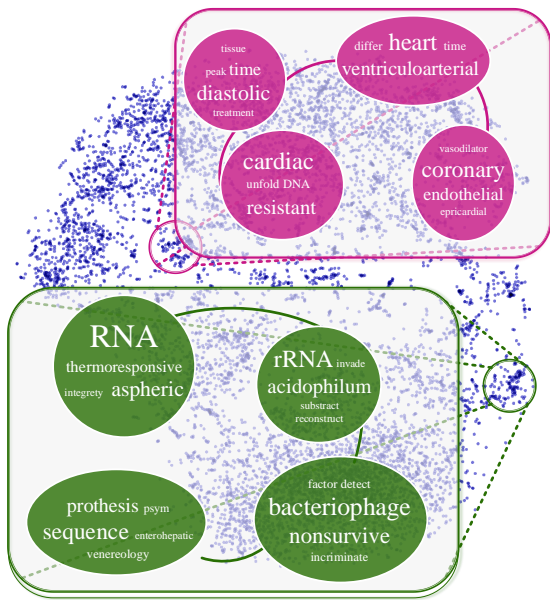 tissue
peak time
diastolic
treatment
differ heart time
ventriculoarterial
cardiac
unfold DNA
resistant
vasodilator
coronary
endothelial
epricardial
RNA
thermoresponsive
integrety aspheric
rRNA invade
acidophilum
substract
reconstruct
prothesis psym
sequence enterohepatic
venereology
factor detect
bacteriophage
nonsurvive
incriminate